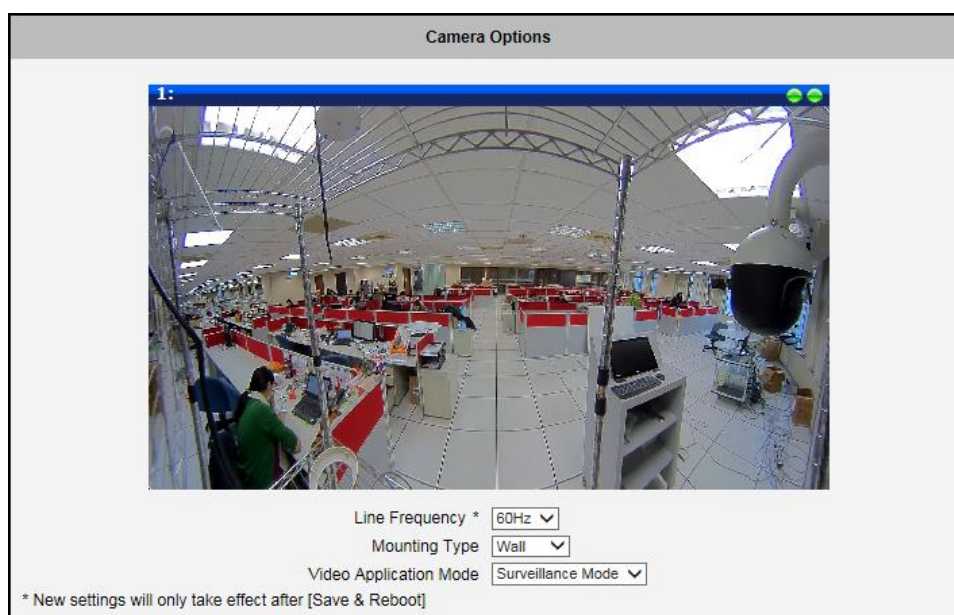 Camera Options
1:
Line Frequency * 60Hz
Mounting Type Wall
Video Application Mode Surveillance Mode
* New settings will only take effect after [Save & Reboot]